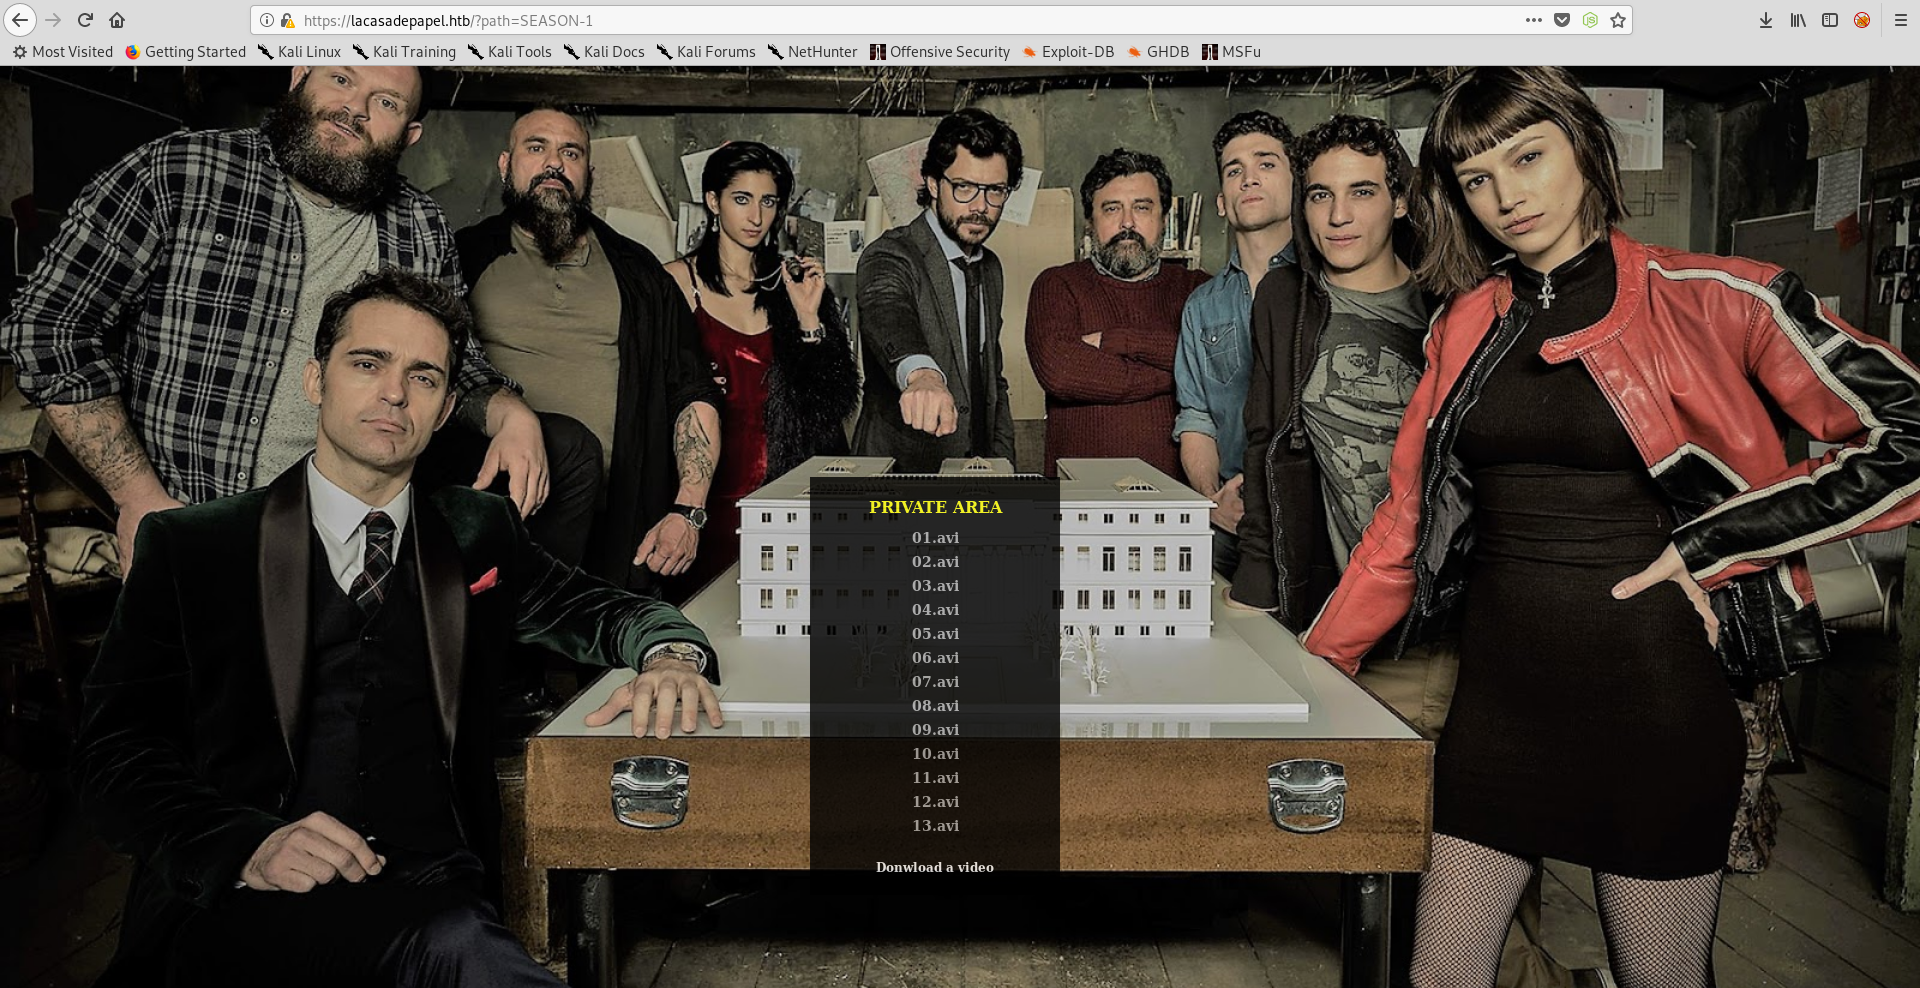 https://lacasadepapel.htb/?path=SEASON-1
Most Visited Getting Started Kali Linux Kali Training Kali Tools Kali Docs Kali Forums NetHunter Offensive Security Exploit-DB GHDB MSFu
PRIVATE AREA
01.avi
02.avi
03.avi
04.avi
05.avi
06.avi
07.avi
08.avi
09.avi
10.avi
11.avi
12.avi
13.avi
Donwload a video